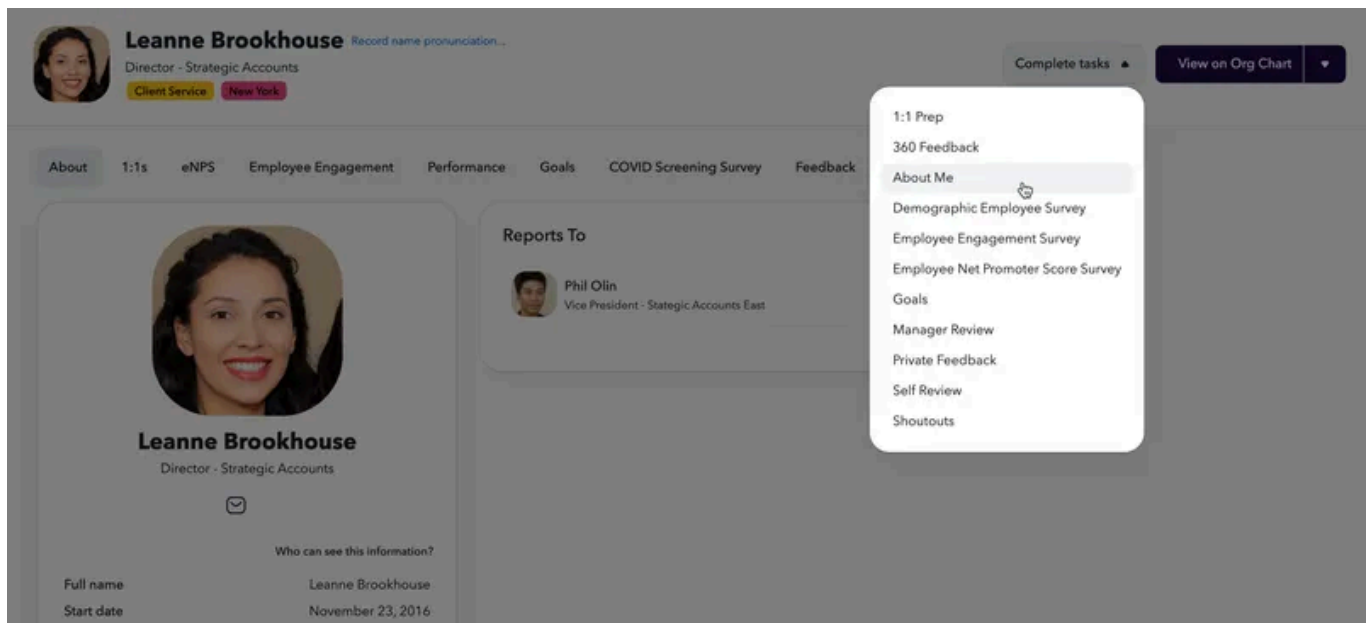 Leanne Brookhouse Record name pronunciation...
Director - Strategic Accounts
Client Service New York
Complete tasks
View on Org Chart
About 1:1s eNPS Employee Engagement Performance Goals COVID Screening Survey Feedback
1:1 Prep
360 Feedback
About Me
Demographic Employee Survey
Employee Engagement Survey
Employee Net Promoter Score Survey
Goals
Manager Review
Private Feedback
Self Review
Shoutouts
Leanne Brookhouse
Director - Strategic Accounts
Who can see this information?
Full name Leanne Brookhouse
Start date November 23, 2016
Reports To
Phil Olin
Vice President - Stategic Accounts East